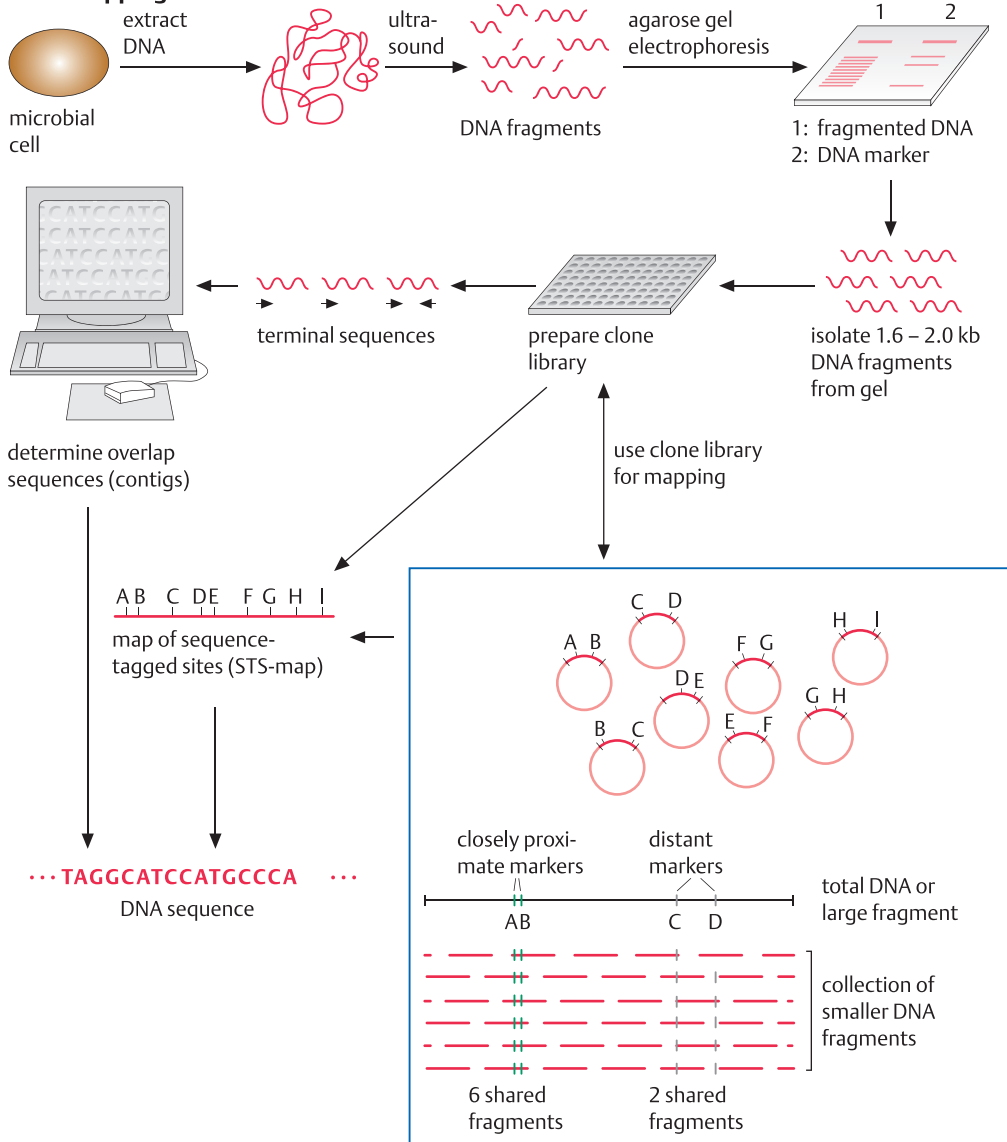 extract
DNA
ultra-
sound
agarose gel
electrophoresis
1 2
microbial
cell
DNA fragments
1: fragmented DNA
2: DNA marker
CATCCATC
terminal sequences
prepare clone
library
isolate 1.6 – 2.0 kb
DNA fragments
from gel
determine overlap
sequences (contigs)
use clone library
for mapping
A B C D E F G H I
map of sequence-
tagged sites (STS-map)
C D
A B
D E
F G
H I
B C
E F
G H
closely proxi-
mate markers
distant
markers
total DNA or
large fragment
A B C D
··· TAGGCATCCATGCCCA ···
DNA sequence
collection of
smaller DNA
fragments
6 shared
fragments
2 shared
fragments